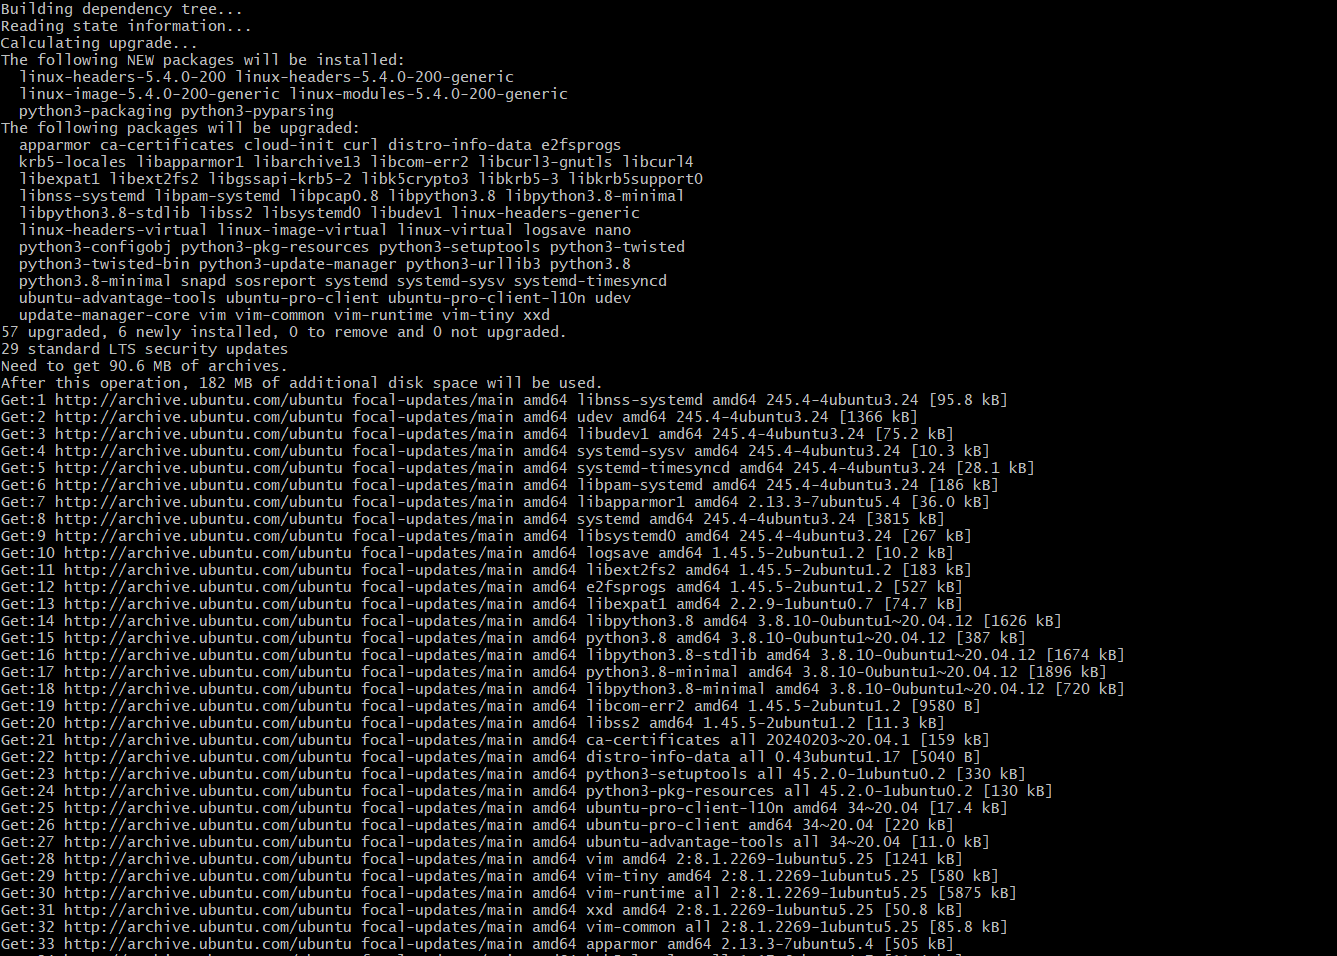 Building dependency tree...
Reading state information...
Calculating upgrade...
The following NEW packages will be installed:
  linux-headers-5.4.0-200 linux-headers-5.4.0-200-generic
  linux-image-5.4.0-200-generic linux-modules-5.4.0-200-generic
  python3-packaging python3-pyparsing
The following packages will be upgraded:
  apparmor ca-certificates cloud-init curl distro-info-data e2fsprogs
  krb5-locales libapparmor1 libarchive13 libcom-err2 libcurl3-gnutls libcurl4
  libexpat1 libext2fs2 libgssapi-krb5-2 libk5crypto3 libkrb5-3 libkrb5support0
  libnss-systemd libpam-systemd libpcap0.8 libpython3.8 libpython3.8-minimal
  libpython3.8-stdlib libss2 libsystemd0 libudev1 linux-headers-generic
  linux-headers-virtual linux-image-virtual linux-virtual logsave nano
  python3-configobj python3-pkg-resources python3-setuptools python3-twisted
  python3-twisted-bin python3-update-manager python3-urllib3 python3.8
  python3.8-minimal snapd sosreport systemd systemd-sysv systemd-timesyncd
  ubuntu-advantage-tools ubuntu-pro-client ubuntu-pro-client-l10n udev
  update-manager-core vim vim-common vim-runtime vim-tiny xxd
57 upgraded, 6 newly installed, 0 to remove and 0 not upgraded.
29 standard LTS security updates
Need to get 90.6 MB of archives.
After this operation, 182 MB of additional disk space will be used.
Get:1 http://archive.ubuntu.com/ubuntu focal-updates/main amd64 libnss-systemd amd64 245.4-4ubuntu3.24 [95.8 kB]
Get:2 http://archive.ubuntu.com/ubuntu focal-updates/main amd64 udev amd64 245.4-4ubuntu3.24 [1366 kB]
Get:3 http://archive.ubuntu.com/ubuntu focal-updates/main amd64 libudev1 amd64 245.4-4ubuntu3.24 [75.2 kB]
Get:4 http://archive.ubuntu.com/ubuntu focal-updates/main amd64 systemd-sysv amd64 245.4-4ubuntu3.24 [10.3 kB]
Get:5 http://archive.ubuntu.com/ubuntu focal-updates/main amd64 systemd-timesyncd amd64 245.4-4ubuntu3.24 [28.1 kB]
Get:6 http://archive.ubuntu.com/ubuntu focal-updates/main amd64 libpam-systemd amd64 245.4-4ubuntu3.24 [186 kB]
Get:7 http://archive.ubuntu.com/ubuntu focal-updates/main amd64 libapparmor1 amd64 2.13.3-7ubuntu5.4 [36.0 kB]
Get:8 http://archive.ubuntu.com/ubuntu focal-updates/main amd64 systemd amd64 245.4-4ubuntu3.24 [3815 kB]
Get:9 http://archive.ubuntu.com/ubuntu focal-updates/main amd64 libsystemd0 amd64 245.4-4ubuntu3.24 [267 kB]
Get:10 http://archive.ubuntu.com/ubuntu focal-updates/main amd64 logsave amd64 1.45.5-2ubuntu1.2 [10.2 kB]
Get:11 http://archive.ubuntu.com/ubuntu focal-updates/main amd64 libext2fs2 amd64 1.45.5-2ubuntu1.2 [183 kB]
Get:12 http://archive.ubuntu.com/ubuntu focal-updates/main amd64 e2fsprogs amd64 1.45.5-2ubuntu1.2 [527 kB]
Get:13 http://archive.ubuntu.com/ubuntu focal-updates/main amd64 libexpat1 amd64 2.2.9-1ubuntu0.7 [74.7 kB]
Get:14 http://archive.ubuntu.com/ubuntu focal-updates/main amd64 libpython3.8 amd64 3.8.10-0ubuntu1~20.04.12 [1626 kB]
Get:15 http://archive.ubuntu.com/ubuntu focal-updates/main amd64 python3.8 amd64 3.8.10-0ubuntu1~20.04.12 [387 kB]
Get:16 http://archive.ubuntu.com/ubuntu focal-updates/main amd64 libpython3.8-stdlib amd64 3.8.10-0ubuntu1~20.04.12 [1674 kB]
Get:17 http://archive.ubuntu.com/ubuntu focal-updates/main amd64 python3.8-minimal amd64 3.8.10-0ubuntu1~20.04.12 [1896 kB]
Get:18 http://archive.ubuntu.com/ubuntu focal-updates/main amd64 libpython3.8-minimal amd64 3.8.10-0ubuntu1~20.04.12 [720 kB]
Get:19 http://archive.ubuntu.com/ubuntu focal-updates/main amd64 libcom-err2 amd64 1.45.5-2ubuntu1.2 [9580 B]
Get:20 http://archive.ubuntu.com/ubuntu focal-updates/main amd64 libss2 amd64 1.45.5-2ubuntu1.2 [11.3 kB]
Get:21 http://archive.ubuntu.com/ubuntu focal-updates/main amd64 ca-certificates all 20240203~20.04.1 [159 kB]
Get:22 http://archive.ubuntu.com/ubuntu focal-updates/main amd64 distro-info-data all 0.43ubuntu1.17 [5040 B]
Get:23 http://archive.ubuntu.com/ubuntu focal-updates/main amd64 python3-setuptools all 45.2.0-1ubuntu0.2 [330 kB]
Get:24 http://archive.ubuntu.com/ubuntu focal-updates/main amd64 python3-pkg-resources all 45.2.0-1ubuntu0.2 [130 kB]
Get:25 http://archive.ubuntu.com/ubuntu focal-updates/main amd64 ubuntu-pro-client-l10n amd64 34~20.04 [17.4 kB]
Get:26 http://archive.ubuntu.com/ubuntu focal-updates/main amd64 ubuntu-pro-client amd64 34~20.04 [220 kB]
Get:27 http://archive.ubuntu.com/ubuntu focal-updates/main amd64 ubuntu-advantage-tools all 34~20.04 [11.0 kB]
Get:28 http://archive.ubuntu.com/ubuntu focal-updates/main amd64 vim amd64 2:8.1.2269-1ubuntu5.25 [1241 kB]
Get:29 http://archive.ubuntu.com/ubuntu focal-updates/main amd64 vim-tiny amd64 2:8.1.2269-1ubuntu5.25 [580 kB]
Get:30 http://archive.ubuntu.com/ubuntu focal-updates/main amd64 vim-runtime all 2:8.1.2269-1ubuntu5.25 [5875 kB]
Get:31 http://archive.ubuntu.com/ubuntu focal-updates/main amd64 xxd amd64 2:8.1.2269-1ubuntu5.25 [50.8 kB]
Get:32 http://archive.ubuntu.com/ubuntu focal-updates/main amd64 vim-common all 2:8.1.2269-1ubuntu5.25 [85.8 kB]
Get:33 http://archive.ubuntu.com/ubuntu focal-updates/main amd64 apparmor amd64 2.13.3-7ubuntu5.4 [505 kB]